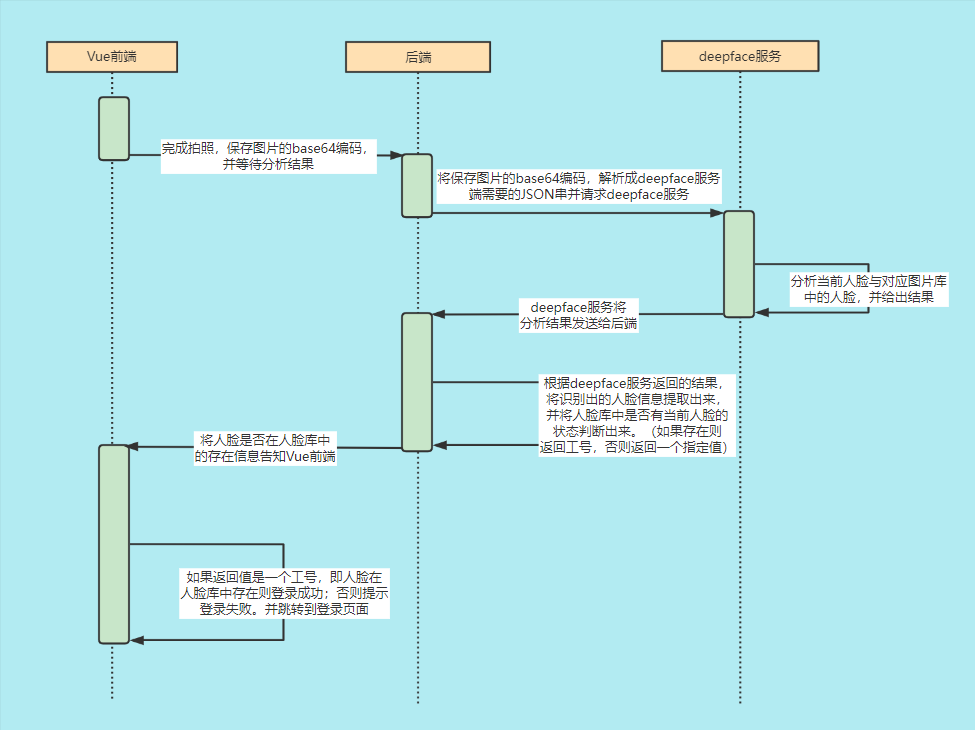 Vue前端
后端
deepface服务
完成拍照，保存图片的base64编码，
并等待分析结果
将保存图片的base64编码，解析成deepface服务
端需要的JSON串并请求deepface服务
分析当前人脸与对应图片库
中的人脸，并给出结果
deepface服务将
分析结果发送给后端
根据deepface服务返回的结果，
将识别出的人脸信息提取出来，
并将人脸库中是否有当前人脸的
状态判断出来。（如果存在则
返回工号，否则返回一个指定值）
将人脸是否在人脸库中
的存在信息告知Vue前端
如果返回值是一个工号，即人脸在
人脸库中存在则登录成功；否则提示
登录失败。并跳转到登录页面